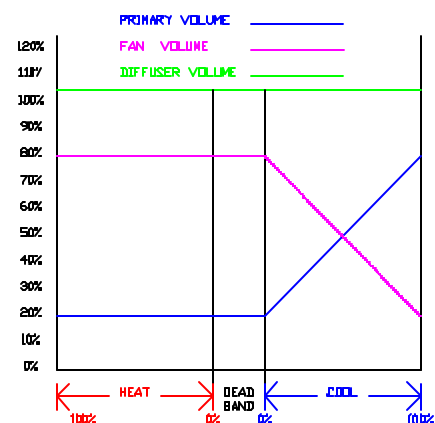 PRIMARY VOLUME
FAN VOLUME
DIFFUSER VOLUME
120%
110%
100%
90%
80%
70%
60%
50%
40%
30%
20%
10%
0%
HEAT
DEAD
BAND
COOL
100%
0%
0%
100%